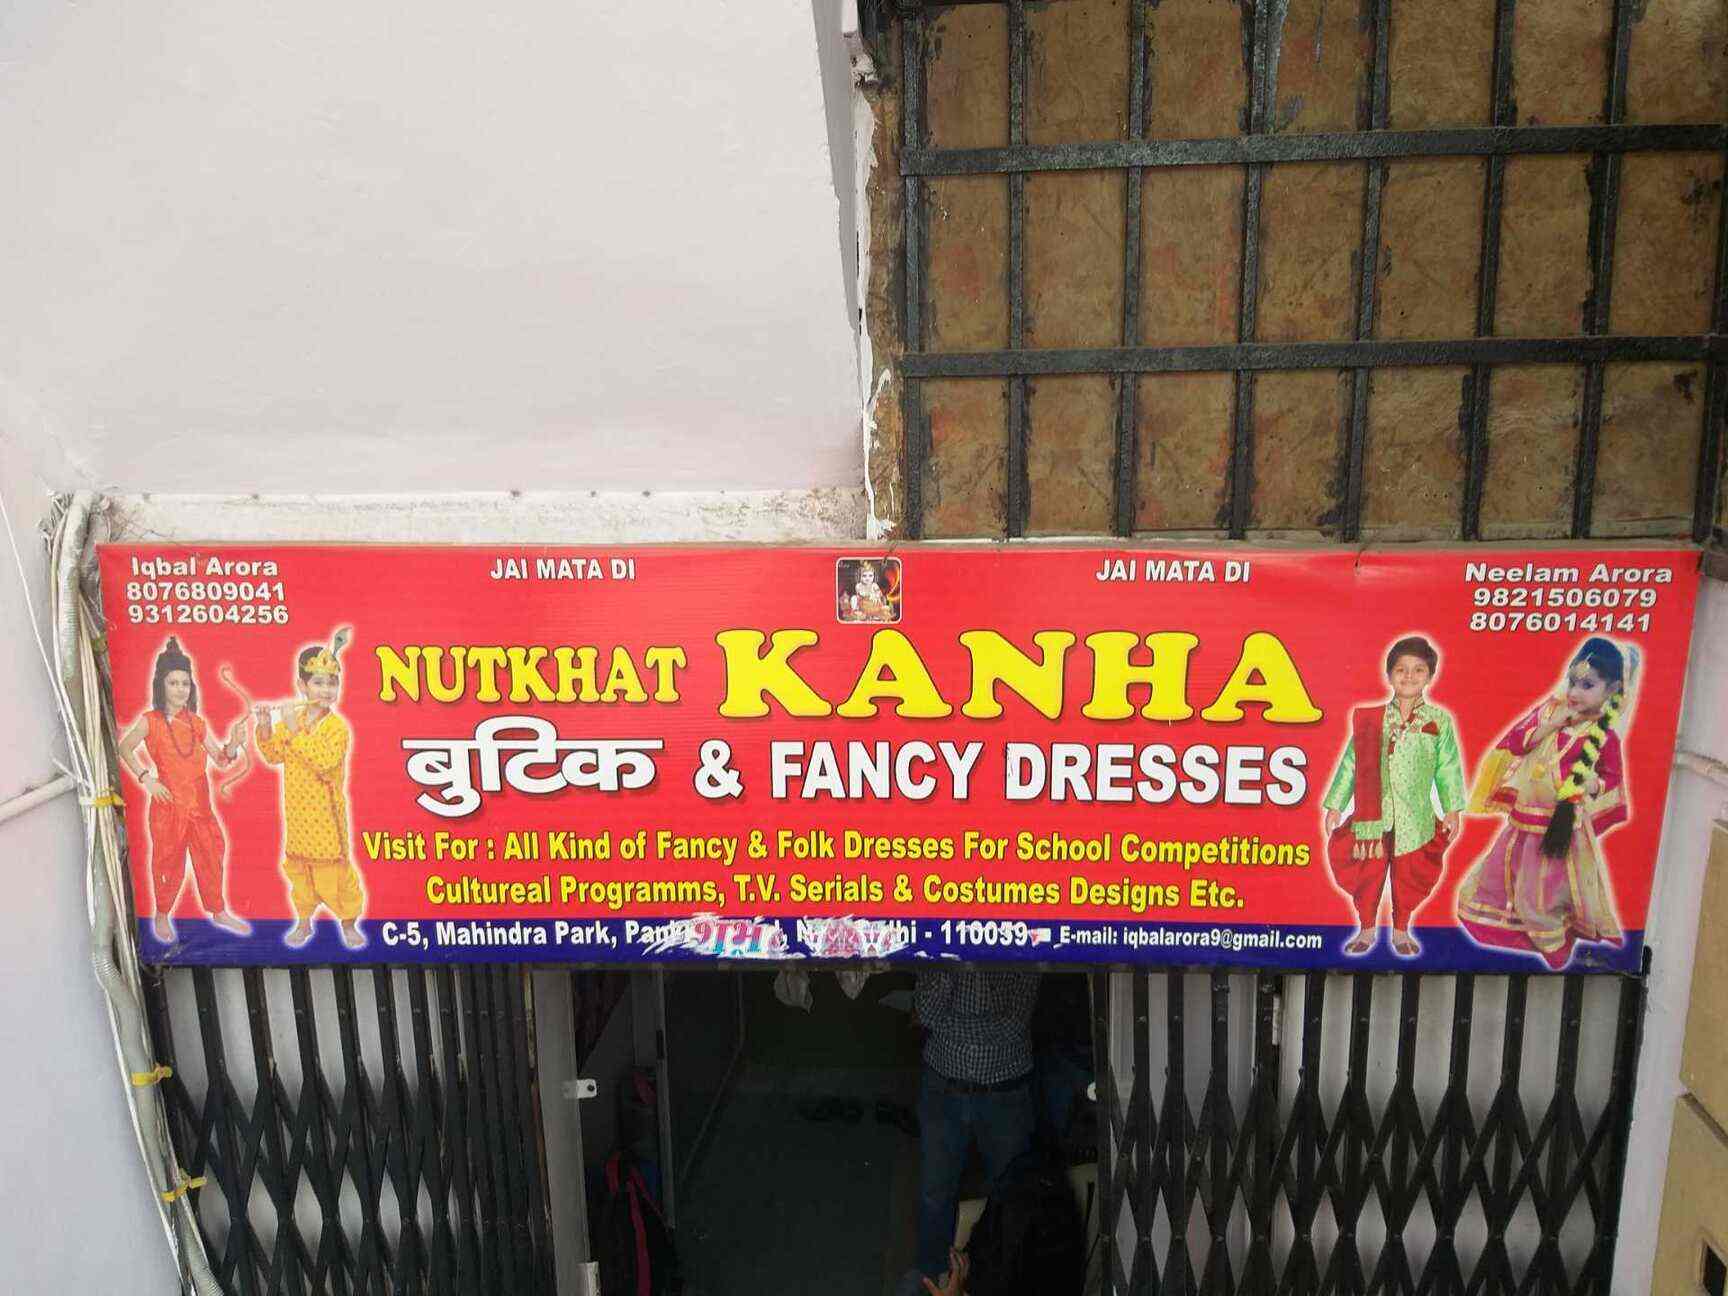 Iqbal Arora
8076809041
9312604256
JAI MATA DI
JAI MATA DI
Neelam Arora
9821506079
8076014141
NUTKHAT KANHA
बुटिक & FANCY DRESSES
Visit For : All Kind of Fancy & Folk Dresses For School Competitions
Cultureal Programms, T.V. Serials & Costumes Designs Etc.
C-5, Mahindra Park, - 110059 E-mail: iqbalarora9@gmail.com